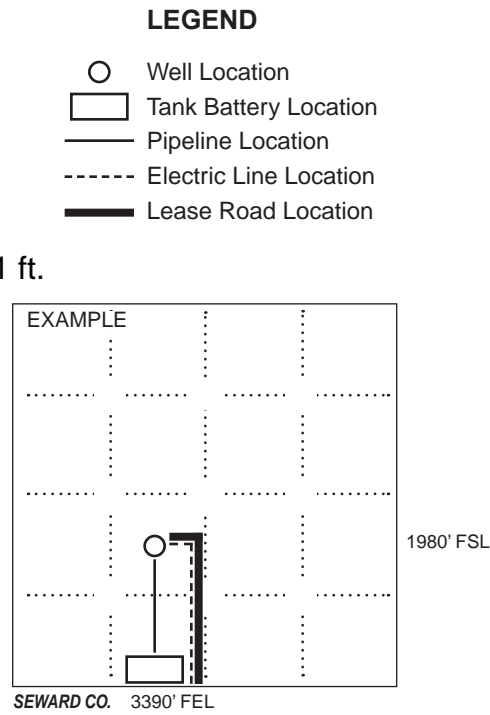 LEGEND
Well Location
Tank Battery Location
Pipeline Location
Electric Line Location
Lease Road Location
1 ft.
EXAMPLE
1980' FSL
SEWARD CO. 3390' FEL